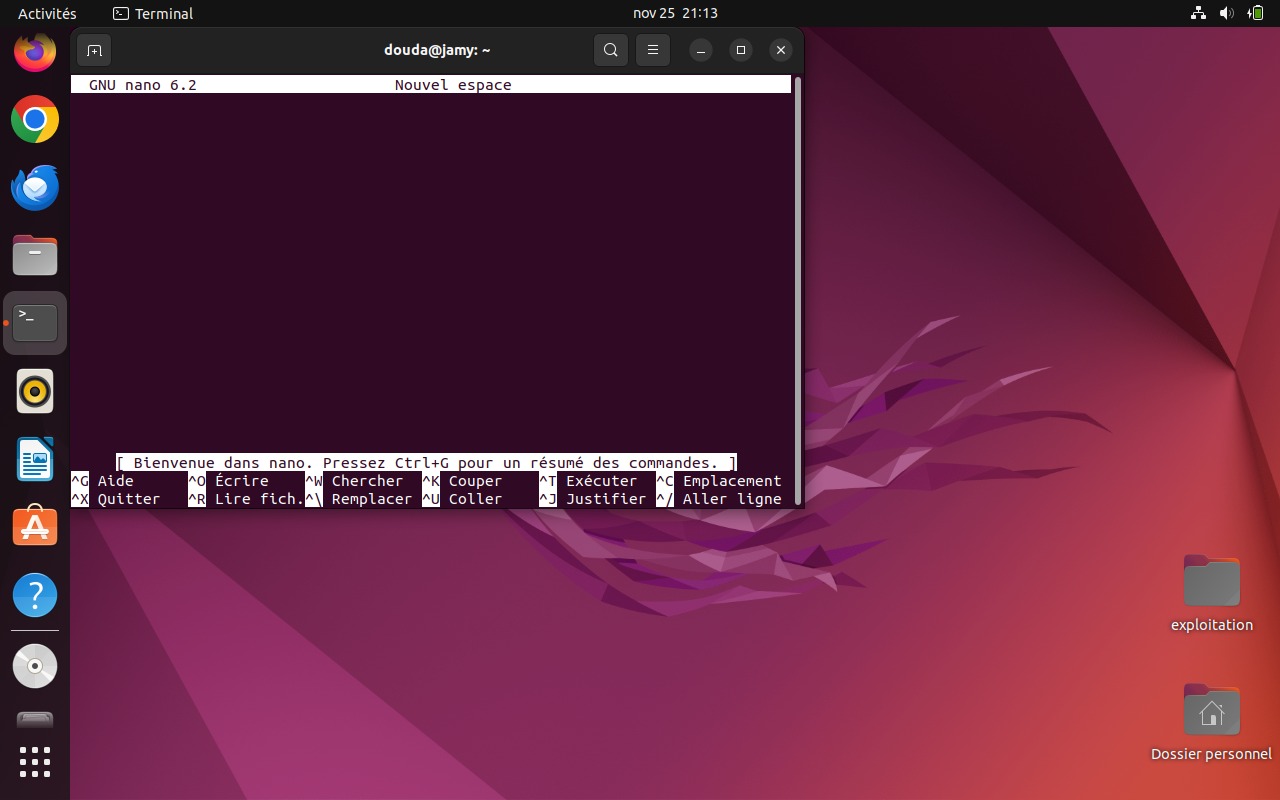 Activités Terminal nov 25 21:13
douda@jamy: ~
GNU nano 6.2 Nouvel espace
>_
[ Bienvenue dans nano. Pressez Ctrl+G pour un résumé des commandes. ]
^G Aide ^O Écrire ^W Chercher ^K Couper ^T Exécuter ^C Emplacement
^X Quitter ^R Lire fich. ^\ Remplacer ^U Coller ^J Justifier ^/ Aller ligne
?
exploitation
Dossier personnel